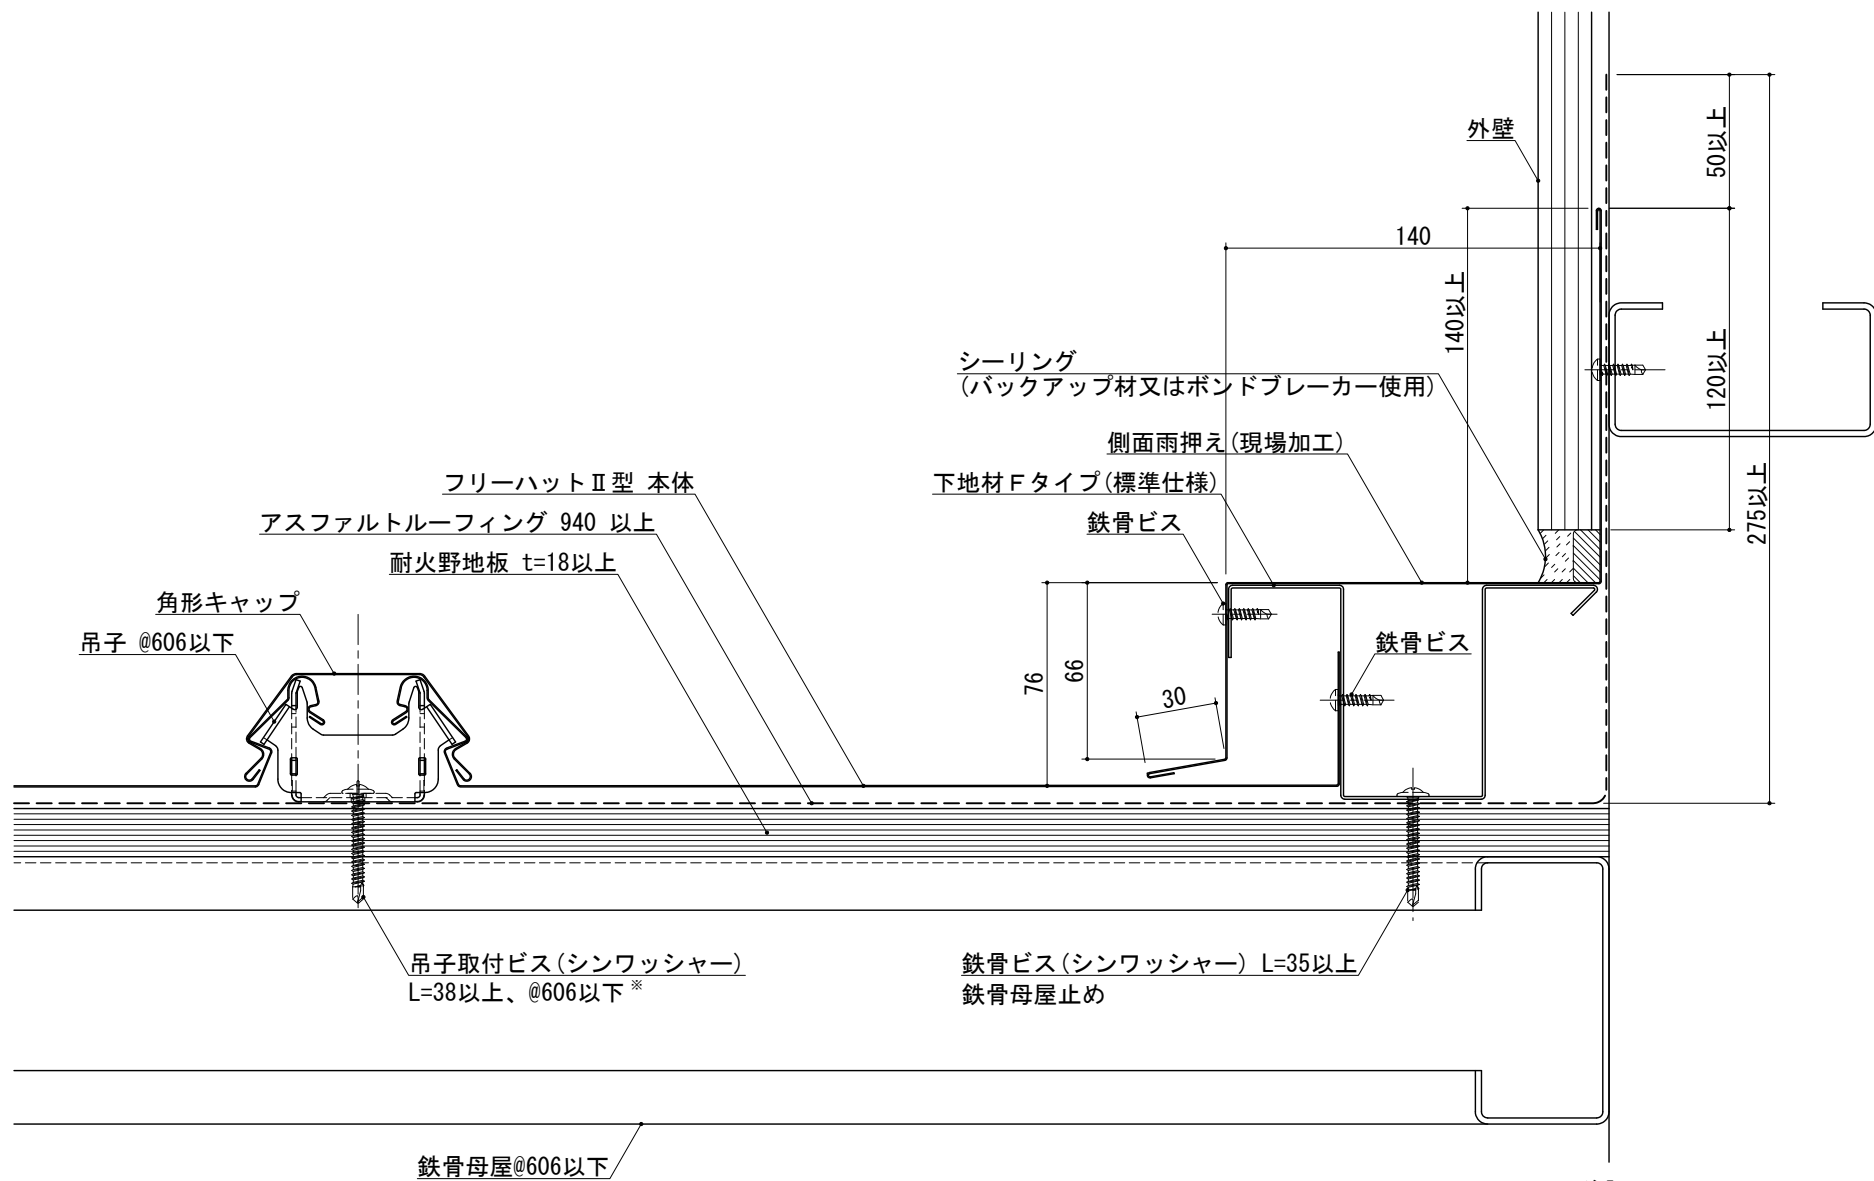 外壁
50以上
140
140以上
120以上
275以上
シーリング
(バックアップ材又はボンドブレーカー使用)
側面雨押え(現場加工)
下地材Fタイプ(標準仕様)
鉄骨ビス
フリーハットⅡ型 本体
アスファルトルーフィング 940 以上
耐火野地板 t=18以上
角形キャップ
吊子 @606以下
鉄骨ビス
76
66
30
吊子取付ビス(シンワッシャー)
L=38以上、@606以下※
鉄骨ビス(シンワッシャー) L=35以上
鉄骨母屋止め
鉄骨母屋@606以下